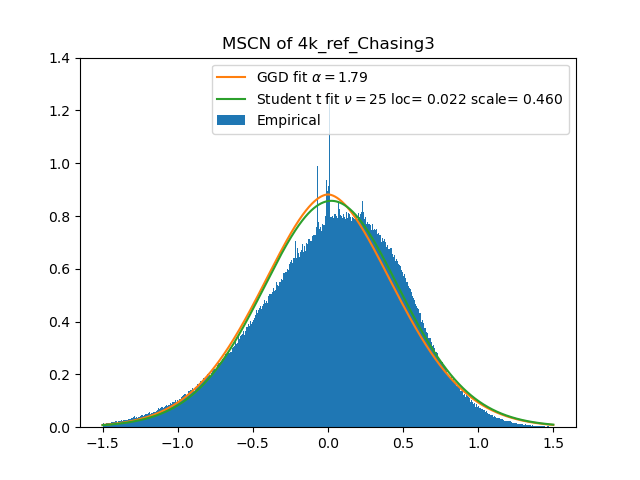 MSCN of 4k_ref_Chasing3
GGD fit α = 1.79
Student t fit ν = 25 loc= 0.022 scale= 0.460
Empirical
1.4
1.2
1.0
0.8
0.6
0.4
0.2
0.0
−1.5 −1.0 −0.5 0.0 0.5 1.0 1.5